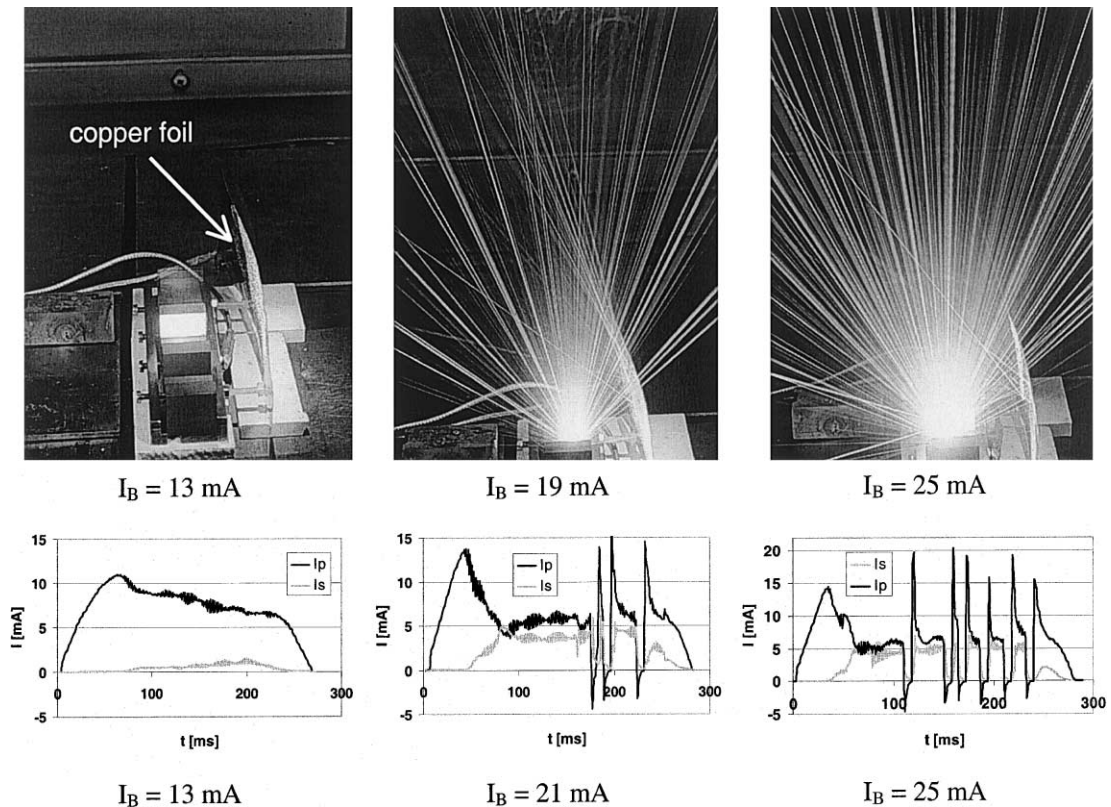 copper foil
I_B = 13 mA
I_B = 19 mA
I_B = 25 mA
15
10
5
0
-5
I [mA]
Ip
Is
0
100
200
300
t [ms]
15
10
5
0
-5
I [mA]
Ip
Is
0
100
200
300
t [ms]
20
15
10
5
0
-5
I [mA]
Is
Ip
0
100
200
300
t [ms]
I_B = 13 mA
I_B = 21 mA
I_B = 25 mA